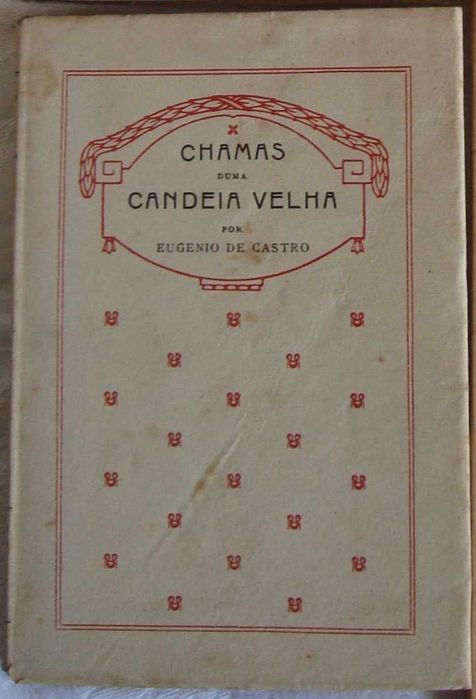 CHAMAS
DUMA
CANDEIA VELHA
POR
EUGENIO DE CASTRO